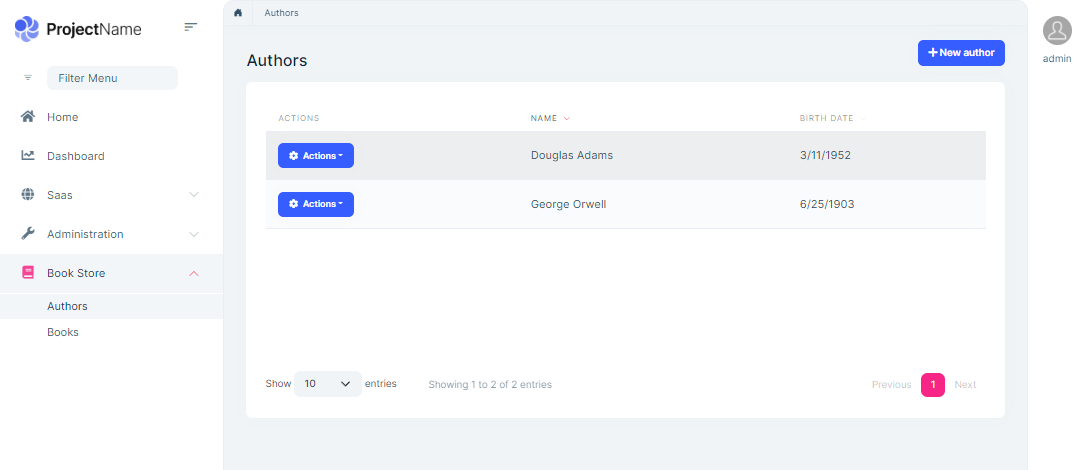 ProjectName
Filter Menu
Home
Dashboard
Saas
Administration
Book Store
Authors
Books
Authors
Authors
+ New author
ACTIONS NAME BIRTH DATE
Actions Douglas Adams 3/11/1952
Actions George Orwell 6/25/1903
Show 10 entries Showing 1 to 2 of 2 entries Previous 1 Next
admin